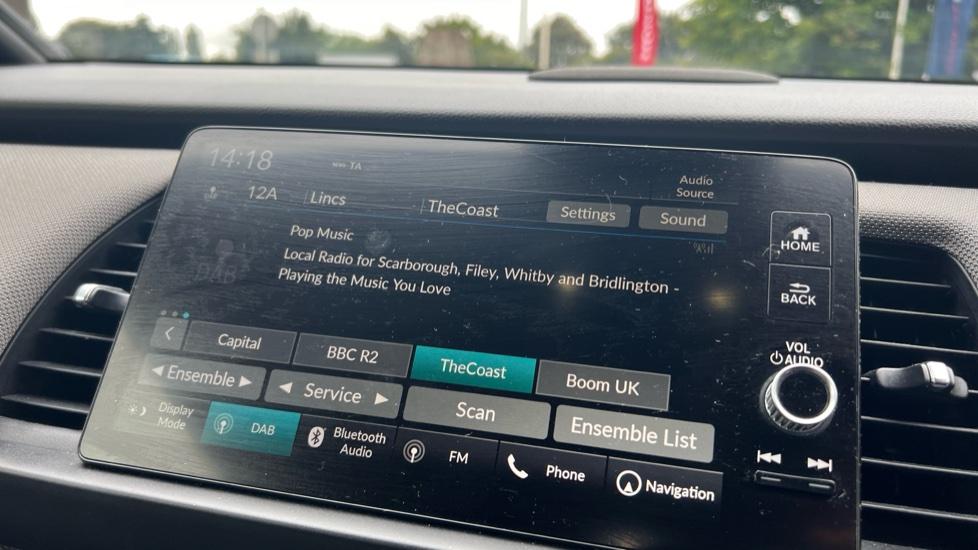 14:18
TA
Audio
Source
12A Lincs TheCoast Settings Sound
Pop Music
Local Radio for Scarborough, Filey, Whitby and Bridlington -
Playing the Music You Love
DAB
HOME
BACK
Capital BBC R2 TheCoast Boom UK
Ensemble Service Scan Ensemble List
Display
Mode
DAB
Bluetooth
Audio
FM
Phone
Navigation
VOL
AUDIO